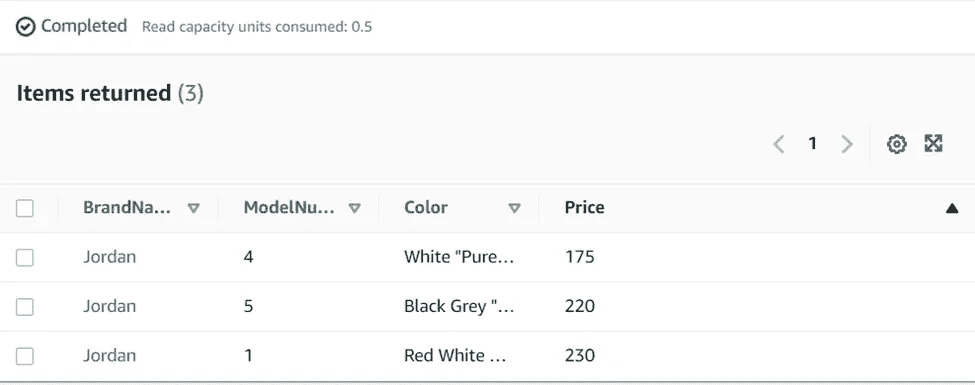 Completed Read capacity units consumed: 0.5
Items returned (3)
1
BrandNa... ModelNu... Color Price
Jordan 4 White "Pure... 175
Jordan 5 Black Grey "... 220
Jordan 1 Red White ... 230